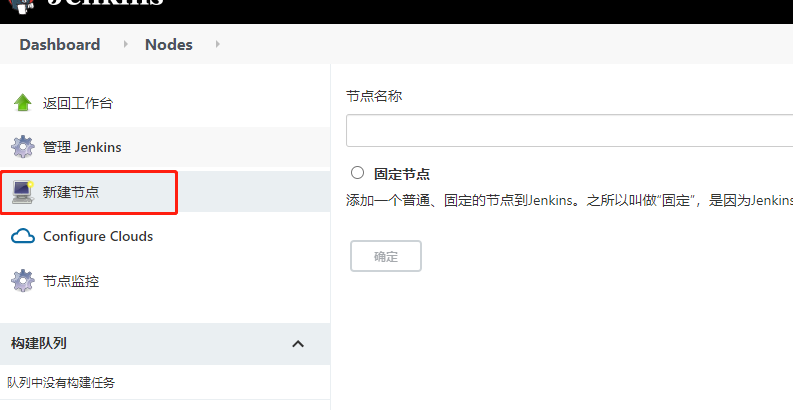 Jenkins
Dashboard
Nodes
返回工作台
管理 Jenkins
新建节点
Configure Clouds
节点监控
构建队列
队列中没有构建任务
节点名称
固定节点
添加一个普通、固定的节点到Jenkins。之所以叫做“固定”，是因为Jenkins
确定